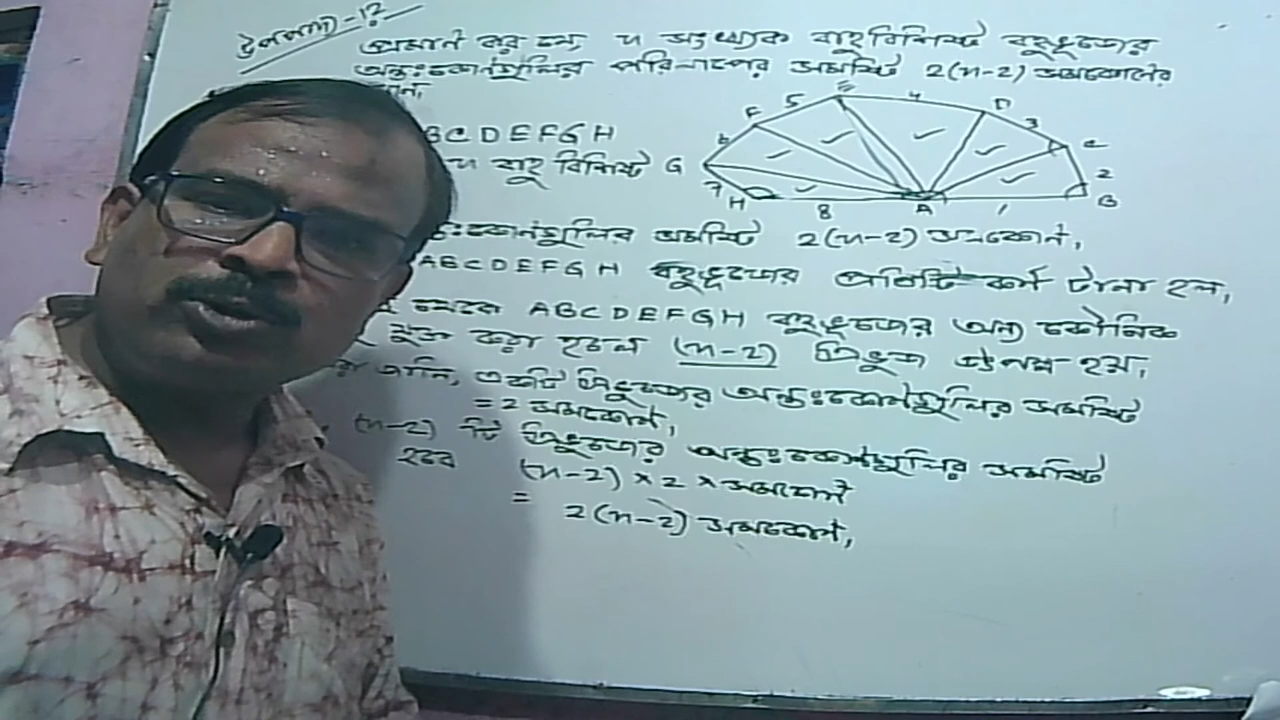 উপপাদ্য-12
প্রমাণ কর যে, n সংখ্যক বাহুবিশিষ্ট বহুভুজের
অন্তঃকোণগুলির পরিমাপের সমষ্টি 2(n-2) সমকোণের
E 4 D
5
F 3 C
6 2
BCDEFGH
n বাহু বিশিষ্ট G
7
H 8 A 1 B
অন্তঃকোণগুলির সমষ্টি 2(n-2) সমকোণ,
ABCDEFGH বহুভুজের প্রতিটি কর্ণ টানা হল,
থেকে ABCDEFGH বহুভুজের অন্য কৌণিক
যুক্ত করা হলে (n-2) ত্রিভুজ উৎপন্ন হয়,
জানি, একটি ত্রিভুজের অন্তঃকোণগুলির সমষ্টি
= 2 সমকোণ,
(n-2) টি ত্রিভুজের অন্তঃকোণগুলির সমষ্টি
হবে (n-2) × 2 × সমকোণ
= 2(n-2) সমকোণ,